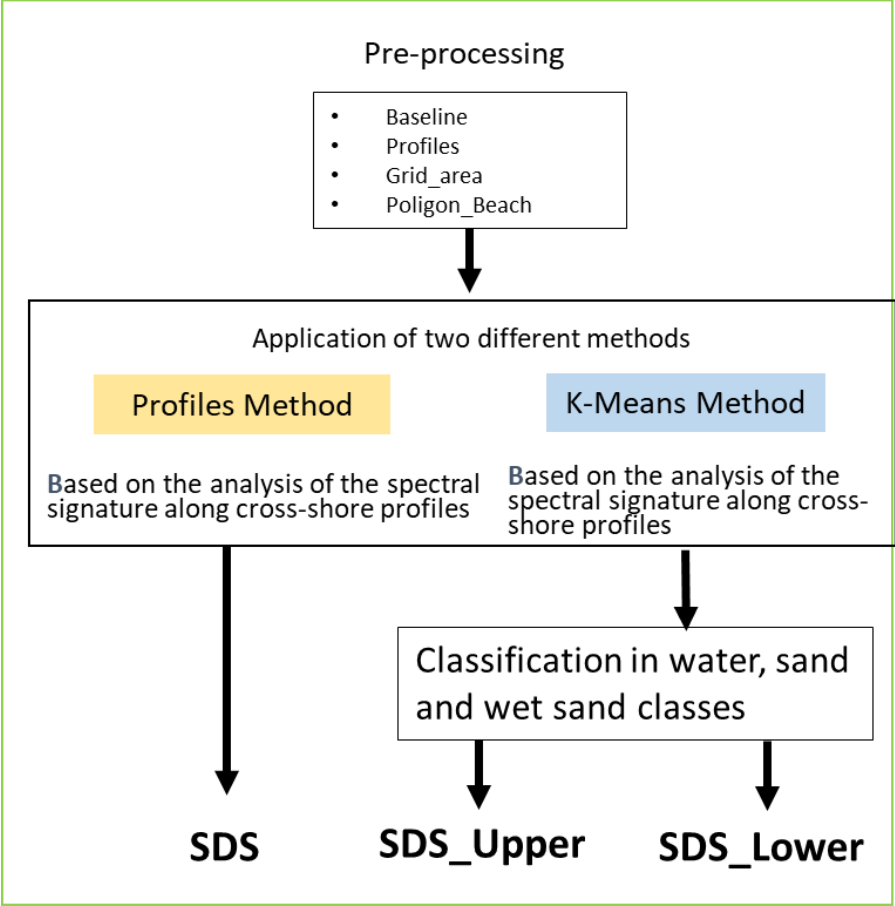 Pre-processing
• Baseline
• Profiles
• Grid_area
• Poligon_Beach
Application of two different methods
Profiles Method
Based on the analysis of the spectral
signature along cross-shore profiles
K-Means Method
Based on the analysis of the
spectral signature along cross-
shore profiles
Classification in water, sand
and wet sand classes
SDS
SDS_Upper
SDS_Lower